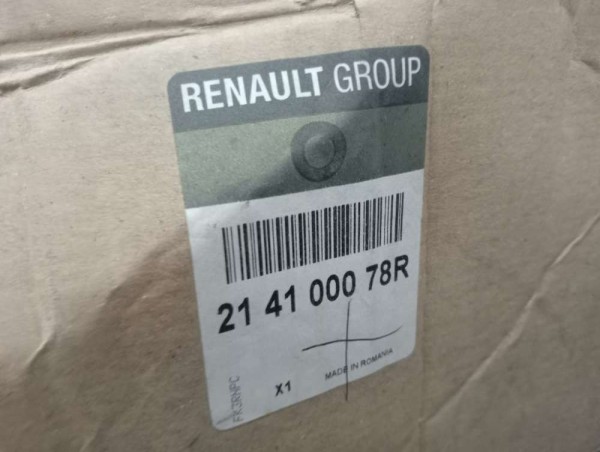 RENAULT GROUP
21 41 000 78R
MADE IN ROMANIA
X1